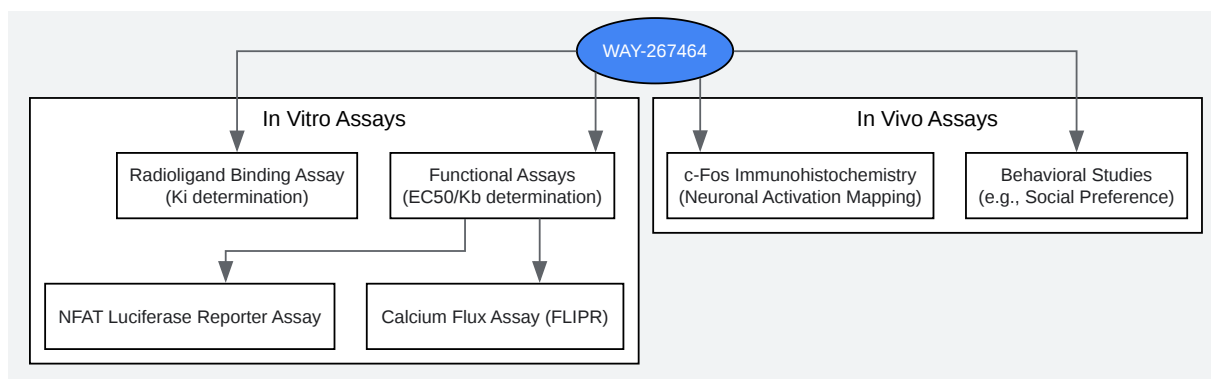 WAY-267464
In Vitro Assays
Radioligand Binding Assay
(Ki determination)
Functional Assays
(EC50/Kb determination)
NFAT Luciferase Reporter Assay
Calcium Flux Assay (FLIPR)
In Vivo Assays
c-Fos Immunohistochemistry
(Neuronal Activation Mapping)
Behavioral Studies
(e.g., Social Preference)